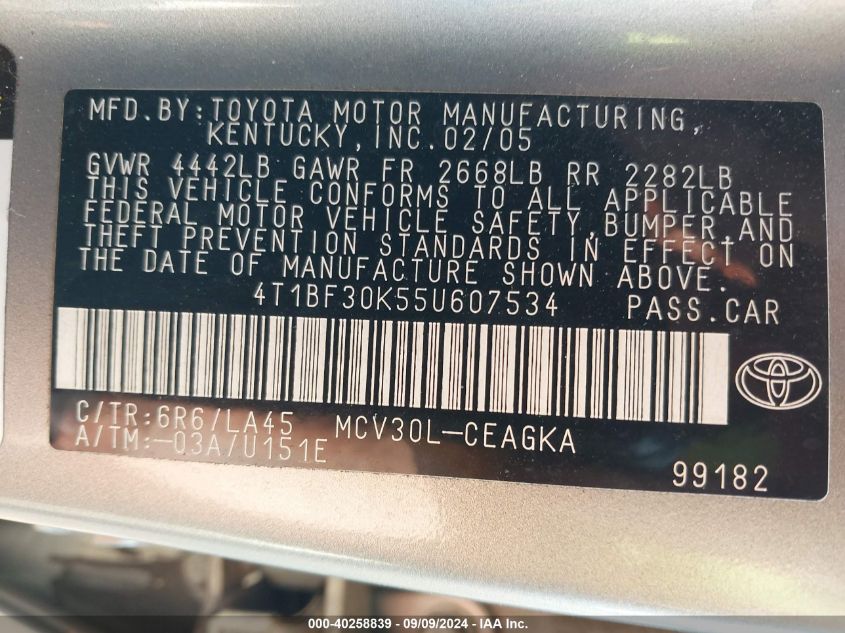 MFD.BY:TOYOTA MOTOR MANUFACTURING,
KENTUCKY,INC.02/05
GVWR 4442LB GAWR FR 2668LB RR 2282LB
THIS VEHICLE CONFORMS TO ALL APPLICABLE
FEDERAL MOTOR VEHICLE SAFETY,BUMPER,AND
THEFT PREVENTION STANDARDS IN EFFECT ON
THE DATE OF MANUFACTURE SHOWN ABOVE.
4T1BF30K55U607534 PASS.CAR
C/TR:6R6/LA45 MCV30L-CEAGKA
A/TM:-03A/U151E
99182
000-40258839 - 09/09/2024 - IAA Inc.